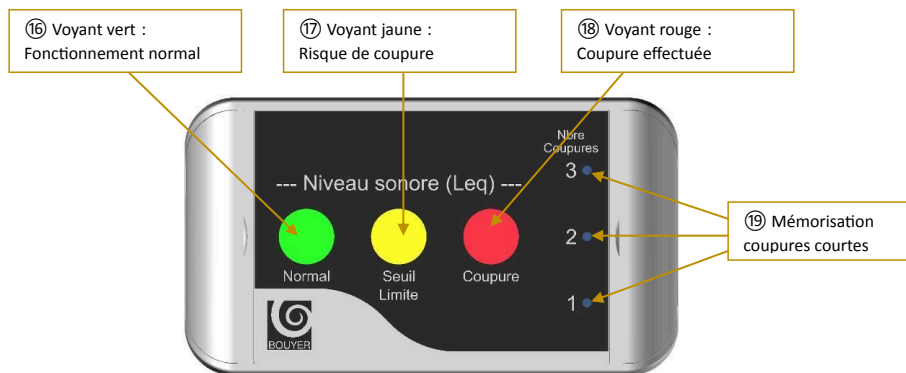 ⑯ Voyant vert :
Fonctionnement normal
⑰ Voyant jaune :
Risque de coupure
⑱ Voyant rouge :
Coupure effectuée
Nbre
Coupures
3
--- Niveau sonore (Leq) ---
⑲ Mémorisation
coupures courtes
2
Normal
Seuil
Limite
Coupure
1
BOUYER